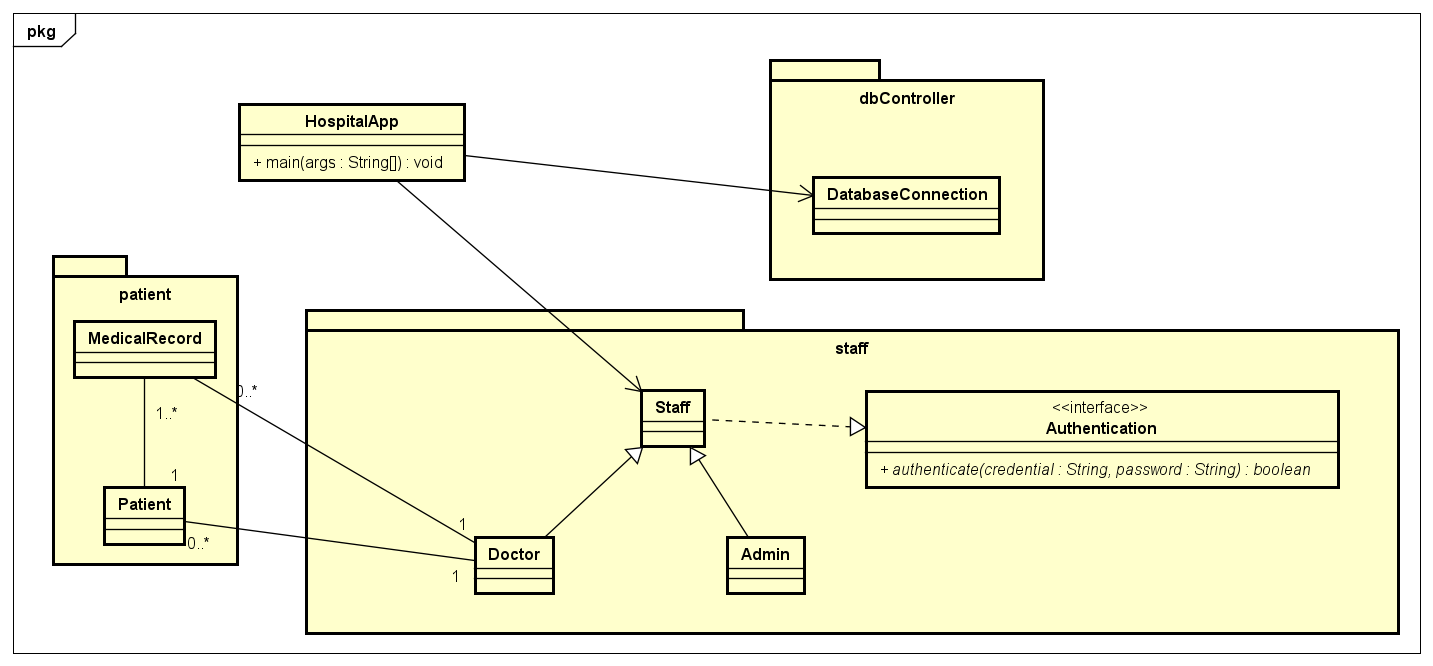 pkg
dbController
HospitalApp
+ main(args : String[]) : void
DatabaseConnection
patient
MedicalRecord
staff
0..*
1..*
Staff
<<interface>>
Authentication
+ authenticate(credential : String, password : String) : boolean
1
Patient
1
0..*
Doctor
Admin
1